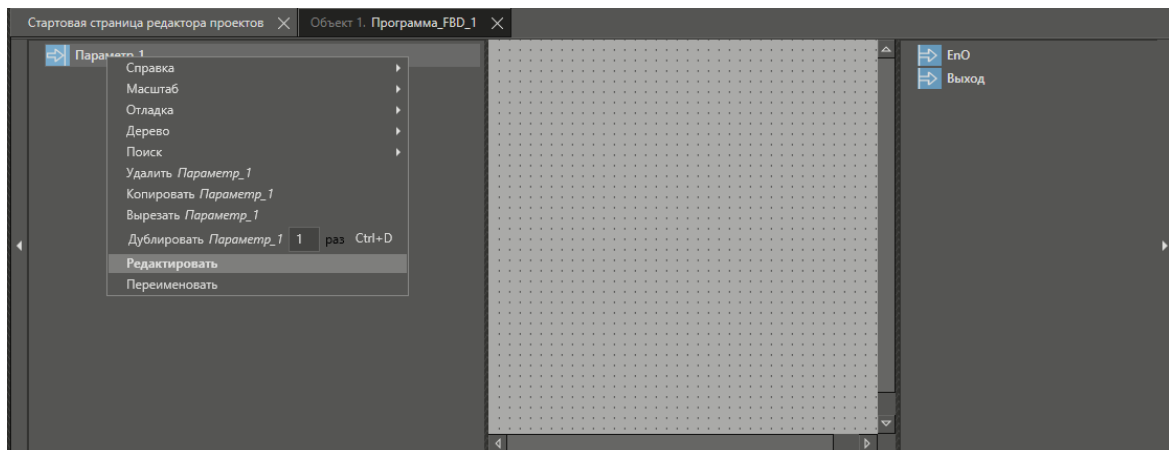 Стартовая страница редактора проектов
Объект 1. Программа_FBD_1
Параметр_1
Справка
Масштаб
Отладка
Дерево
Поиск
Удалить Параметр_1
Копировать Параметр_1
Вырезать Параметр_1
Дублировать Параметр_1 1 раз Ctrl+D
Редактировать
Переименовать
EnO
Выход